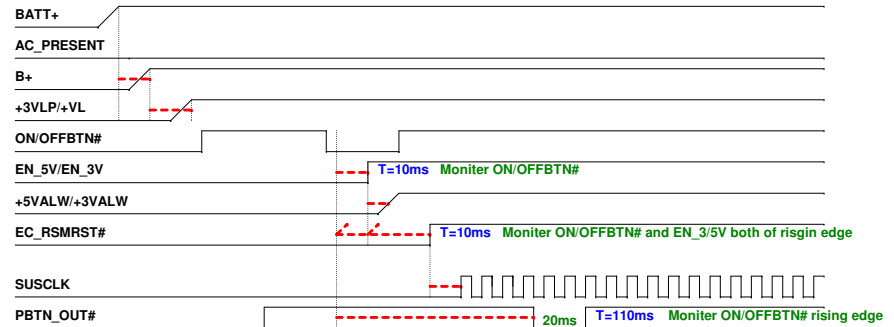 BATT+
AC_PRESENT
B+
+3VLP/+VL
ON/OFFBTN#
EN_5V/EN_3V T=10ms Moniter ON/OFFBTN#
+5VALW/+3VALW
EC_RSMRST# T=10ms Moniter ON/OFFBTN# and EN_3/5V both of risgin edge
SUSCLK
PBTN_OUT# 20ms T=110ms Moniter ON/OFFBTN# rising edge